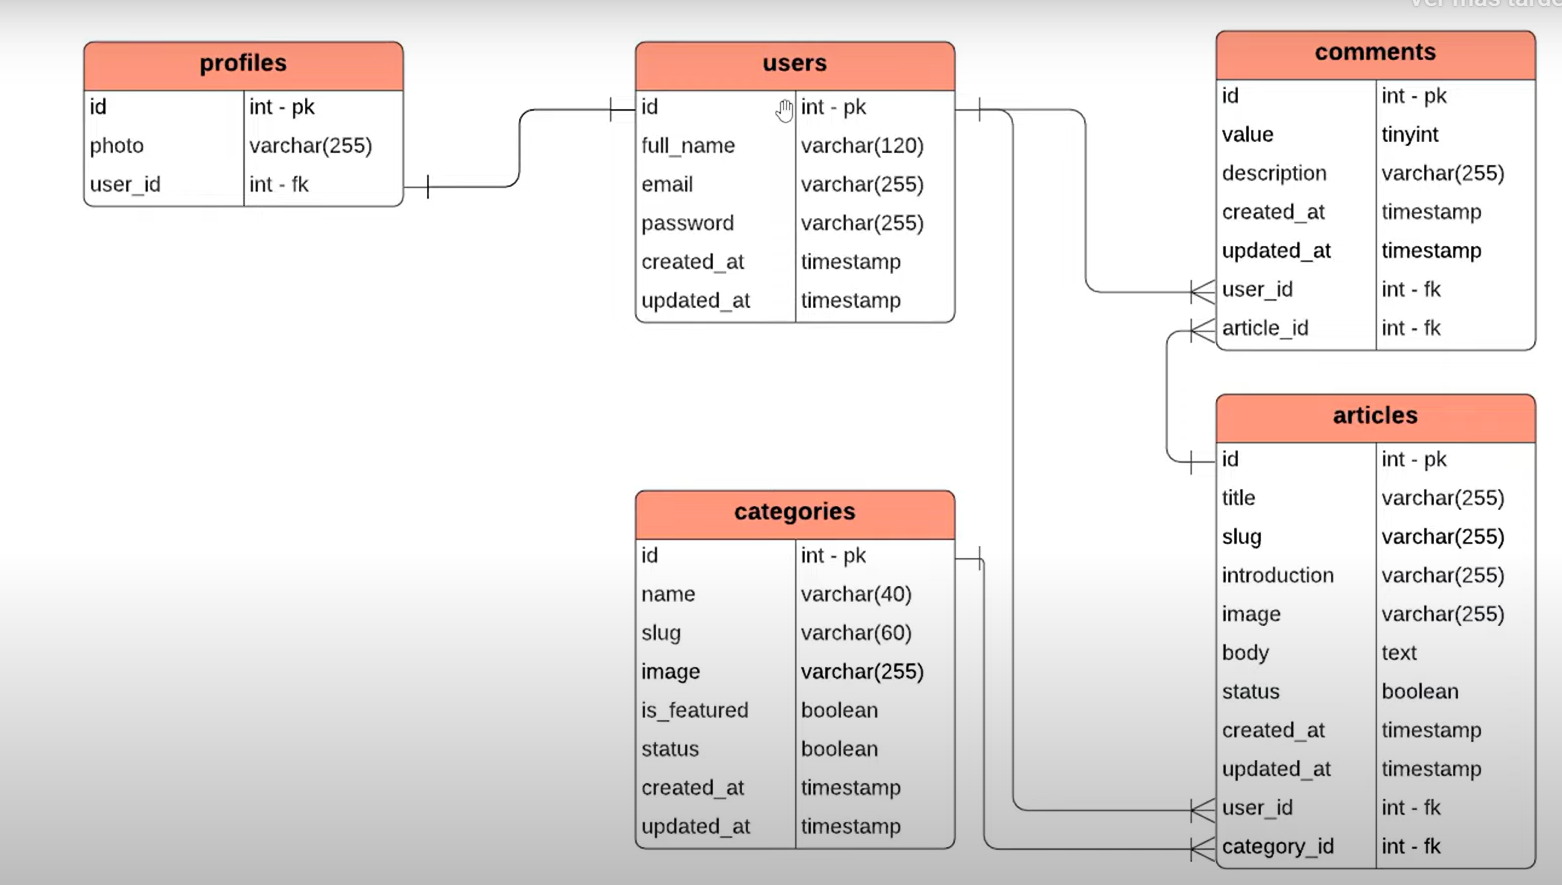 Ver más tarde
profiles
id int - pk
photo varchar(255)
user_id int - fk
users
id int - pk
full_name varchar(120)
email varchar(255)
password varchar(255)
created_at timestamp
updated_at timestamp
comments
id int - pk
value tinyint
description varchar(255)
created_at timestamp
updated_at timestamp
user_id int - fk
article_id int - fk
categories
id int - pk
name varchar(40)
slug varchar(60)
image varchar(255)
is_featured boolean
status boolean
created_at timestamp
updated_at timestamp
articles
id int - pk
title varchar(255)
slug varchar(255)
introduction varchar(255)
image varchar(255)
body text
status boolean
created_at timestamp
updated_at timestamp
user_id int - fk
category_id int - fk